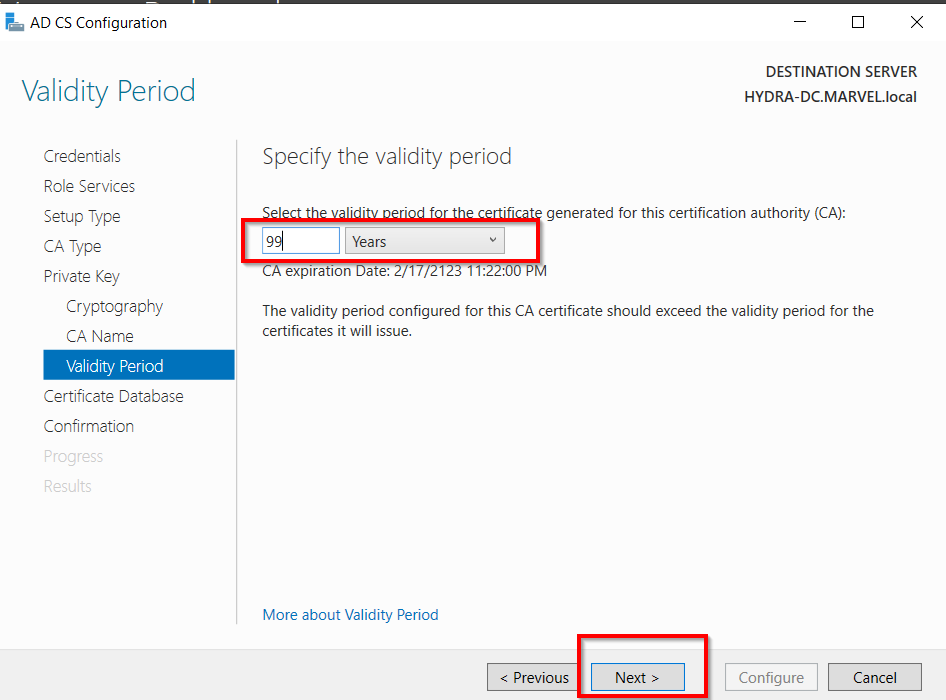 AD CS Configuration
Validity Period
DESTINATION SERVER
HYDRA-DC.MARVEL.local
Credentials
Role Services
Setup Type
CA Type
Private Key
Cryptography
CA Name
Validity Period
Certificate Database
Confirmation
Progress
Results
Specify the validity period
Select the validity period for the certificate generated for this certification authority (CA):
99 Years
CA expiration Date: 2/17/2123 11:22:00 PM
The validity period configured for this CA certificate should exceed the validity period for the
certificates it will issue.
More about Validity Period
< Previous Next > Configure Cancel